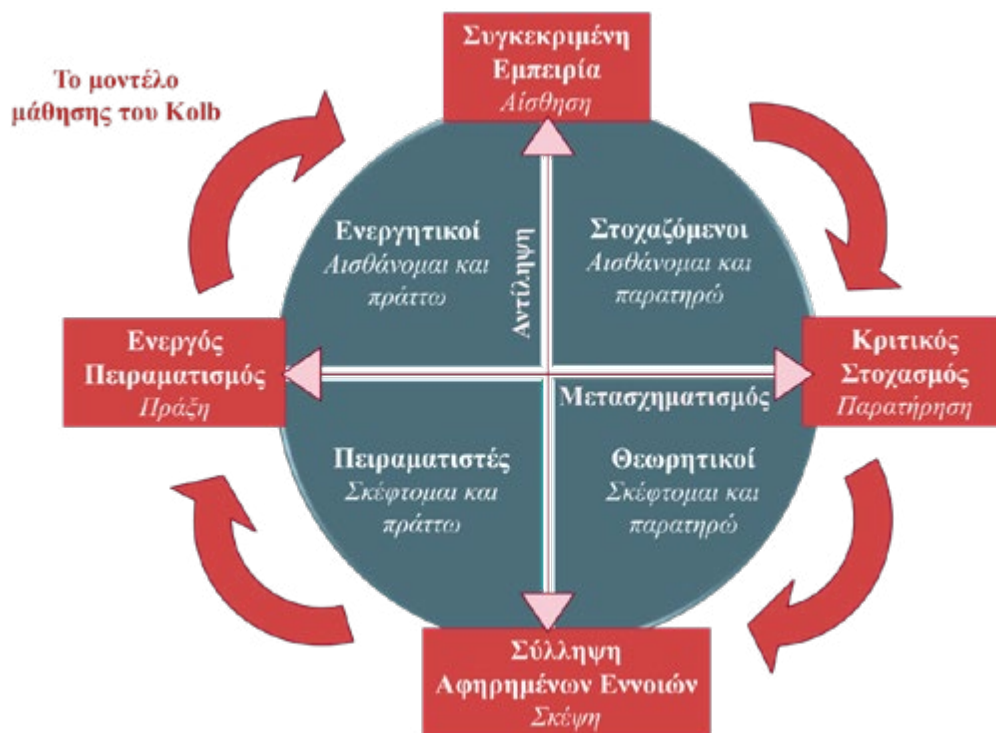 Το μοντέλο
μάθησης του Kolb
Συγκεκριμένη
Εμπειρία
Αίσθηση
Ενεργητικοί
Αισθάνομαι και
πράττω
Αντίληψη
Στοχαζόμενοι
Αισθάνομαι και
παρατηρώ
Ενεργός
Πειραματισμός
Πράξη
Κριτικός
Στοχασμός
Παρατήρηση
Μετασχηματισμός
Πειραματιστές
Σκέφτομαι και
πράττω
Θεωρητικοί
Σκέφτομαι και
παρατηρώ
Σύλληψη
Αφηρημένων Εννοιών
Σκέψη